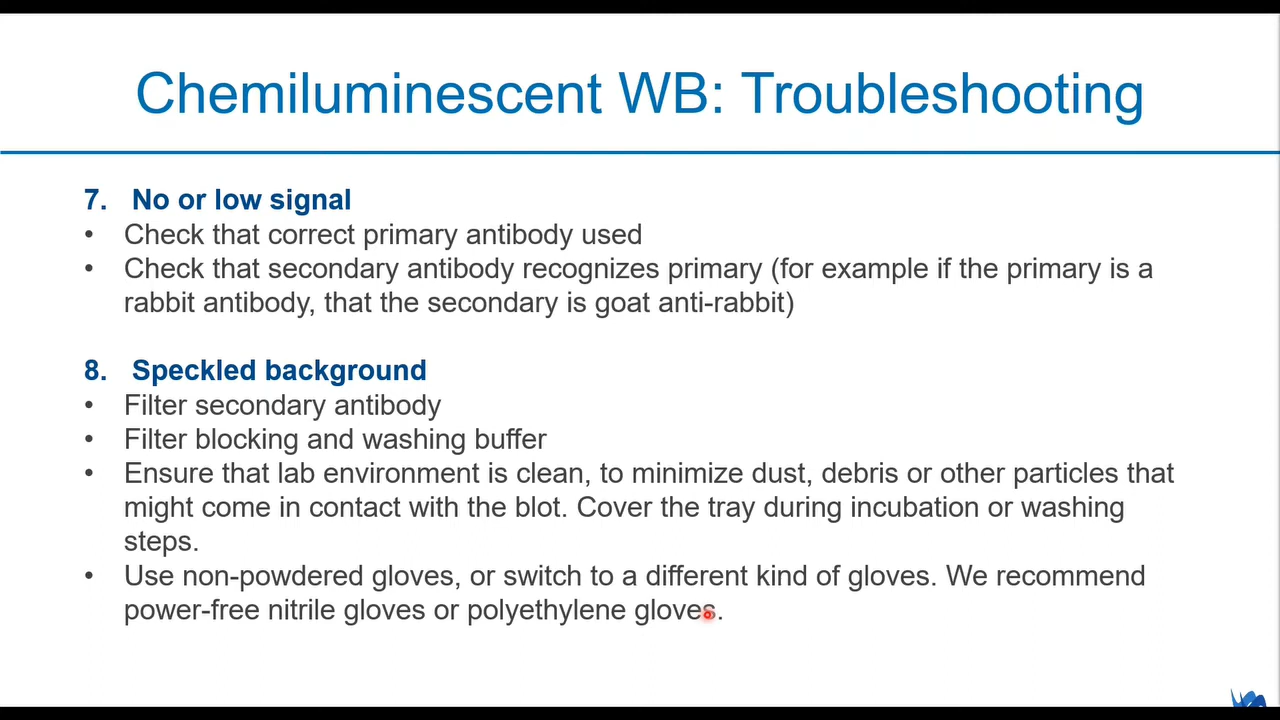 Chemiluminescent WB: Troubleshooting
7. No or low signal
• Check that correct primary antibody used
• Check that secondary antibody recognizes primary (for example if the primary is a
rabbit antibody, that the secondary is goat anti-rabbit)
8. Speckled background
• Filter secondary antibody
• Filter blocking and washing buffer
• Ensure that lab environment is clean, to minimize dust, debris or other particles that
might come in contact with the blot. Cover the tray during incubation or washing
steps.
• Use non-powdered gloves, or switch to a different kind of gloves. We recommend
power-free nitrile gloves or polyethylene gloves.